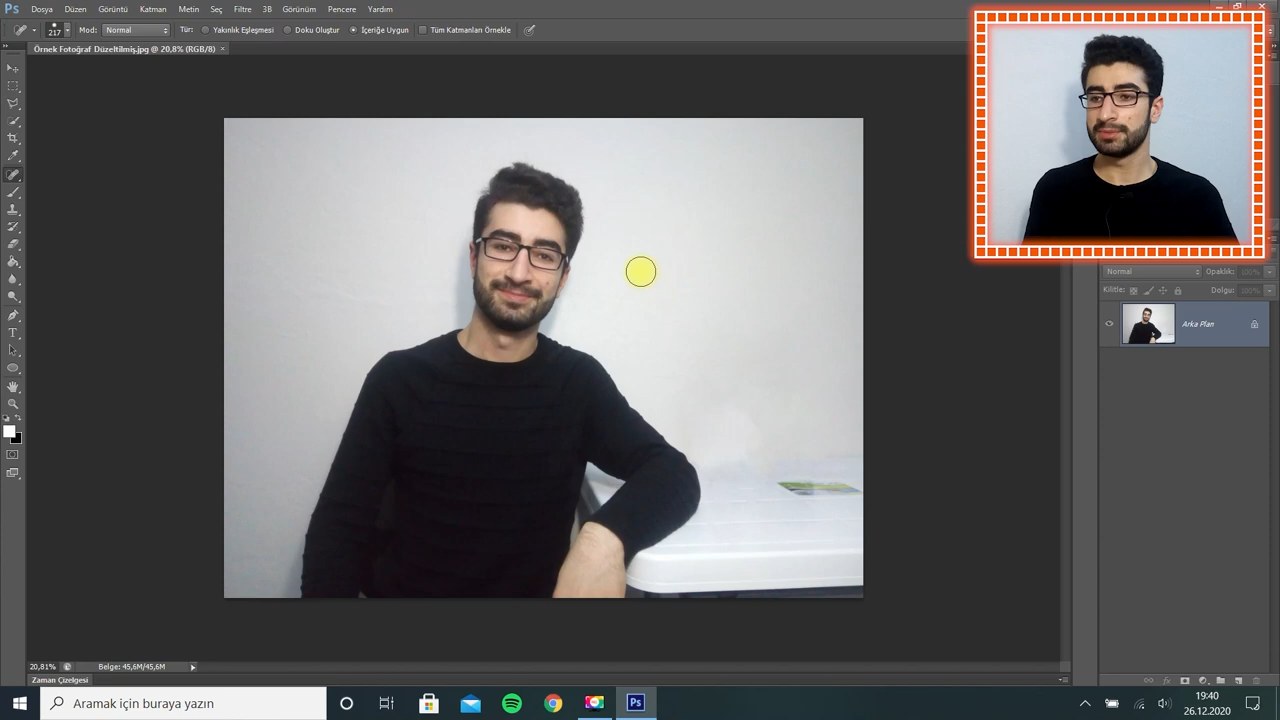 Ps Dosya Düzen Görüntü Katman Metin Seç Filtre 3B Görünüm Pencere Yardım
217 Mod: Normal Tür: Yakınlık Eşleşmesi Doku Oluştur İçeriğe Uygun Tüm Katmanları Örnekle
Örnek Fotoğraf Düzeltilmiş.jpg @ 20,8% (RGB/8) ×
Normal Opaklık: 100%
Kilitle: Dolgu: 100%
Arka Plan
T
20,81% Belge: 45,6M/45,6M
Zaman Çizelgesi
Aramak için buraya yazın
Ps
19:40
26.12.2020